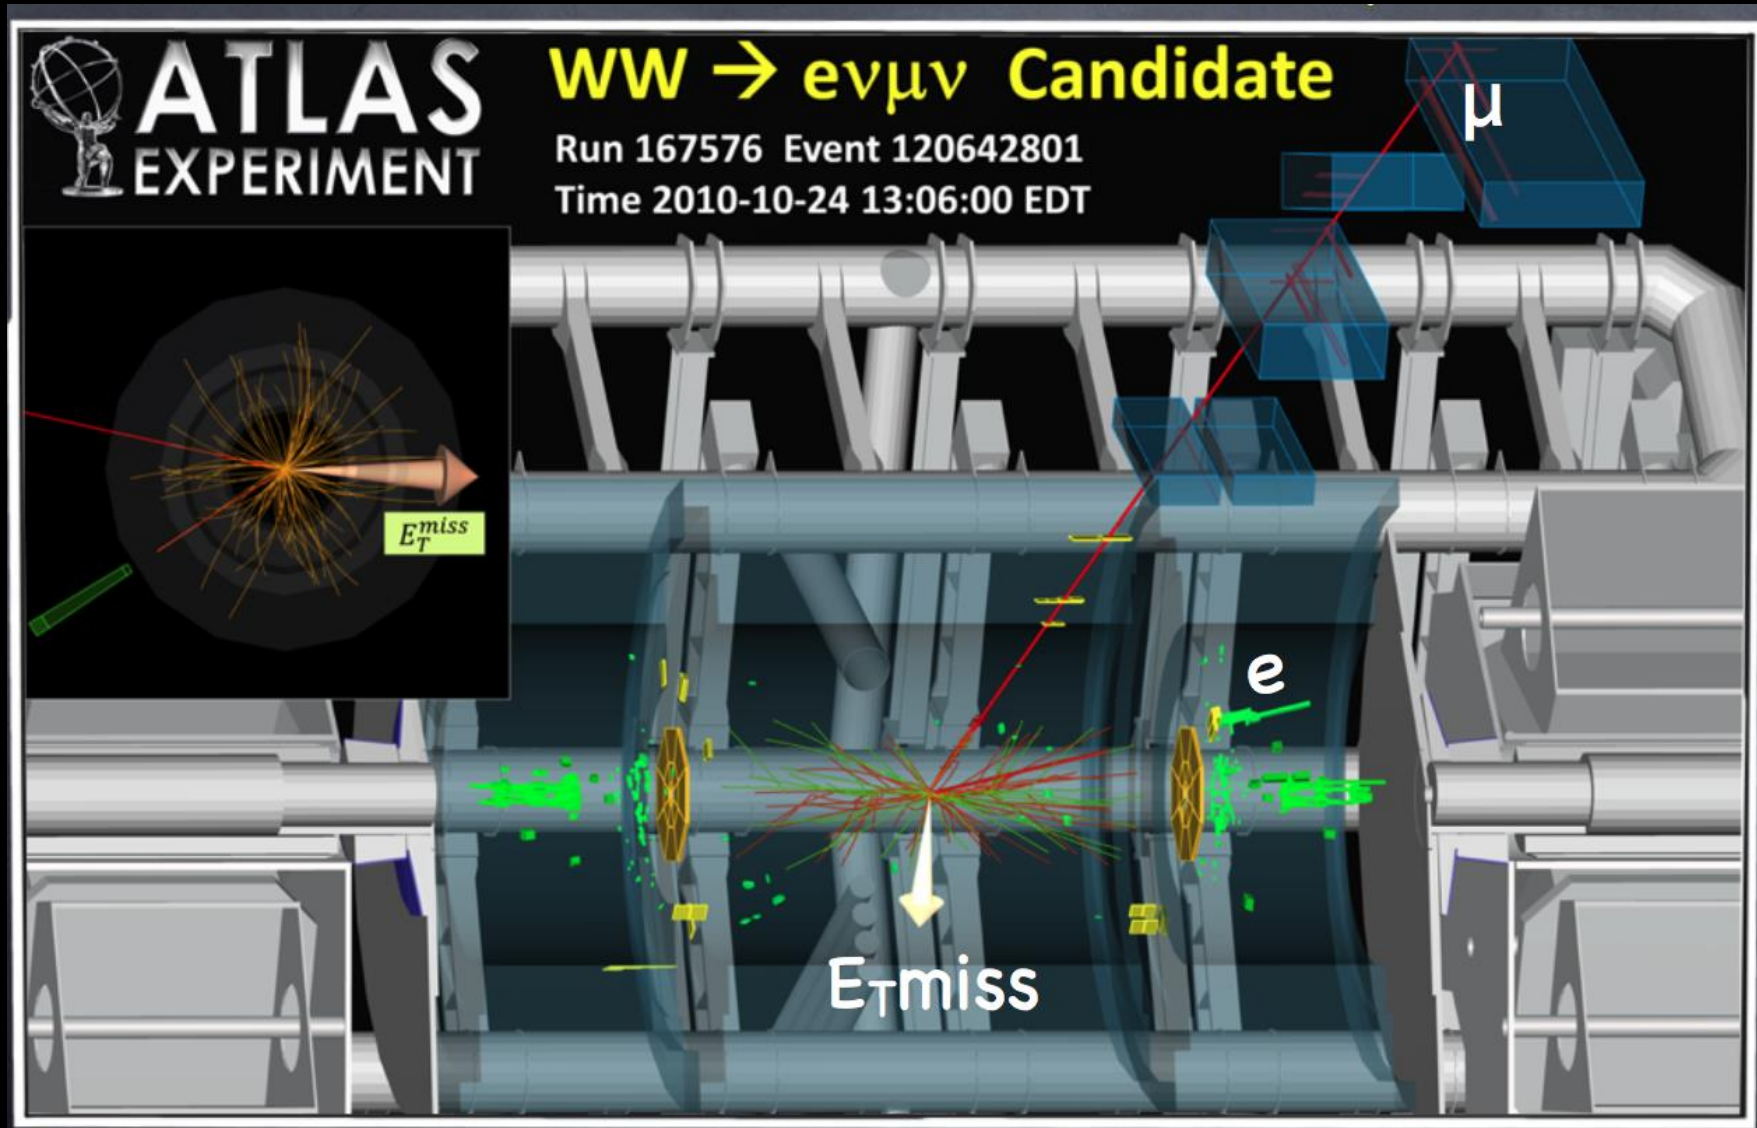 ATLAS
EXPERIMENT
WW → eνμν Candidate
Run 167576 Event 120642801
Time 2010-10-24 13:06:00 EDT
μ
E_T^miss
e
E_Tmiss